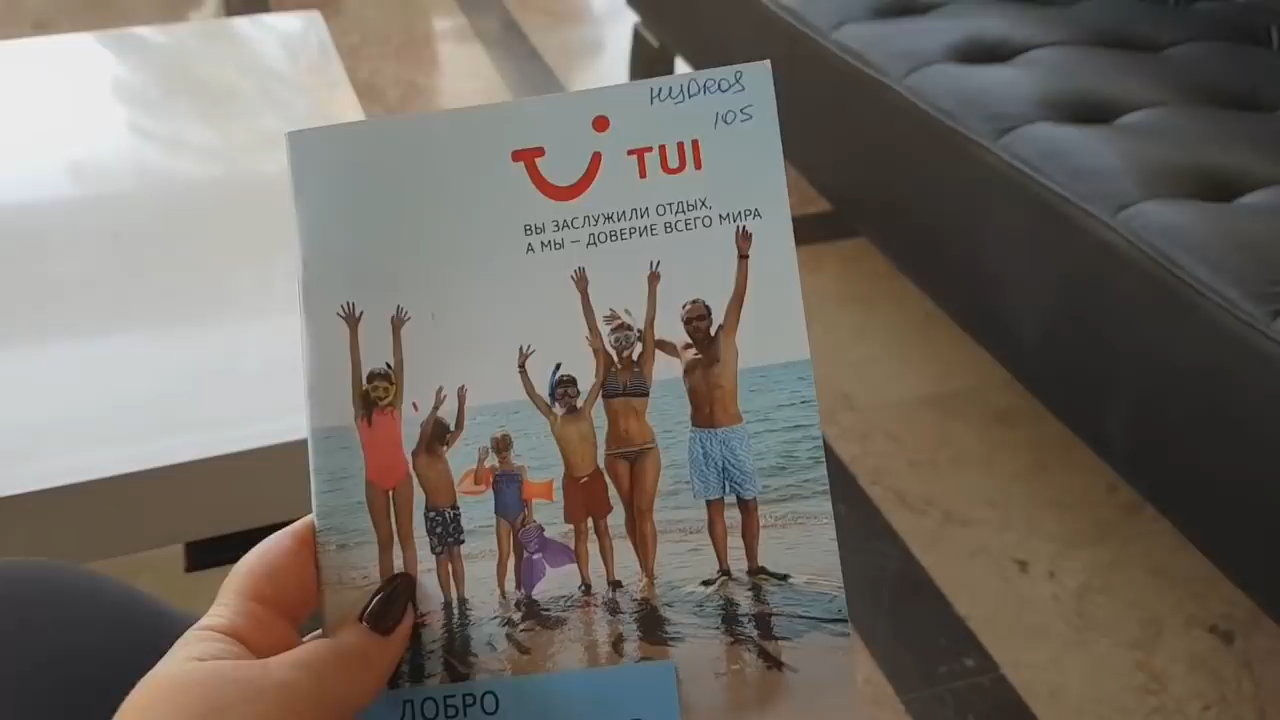 HYDROS
105
TUI
ВЫ ЗАСЛУЖИЛИ ОТДЫХ,
А МЫ – ДОВЕРИЕ ВСЕГО МИРА
ДОБРО